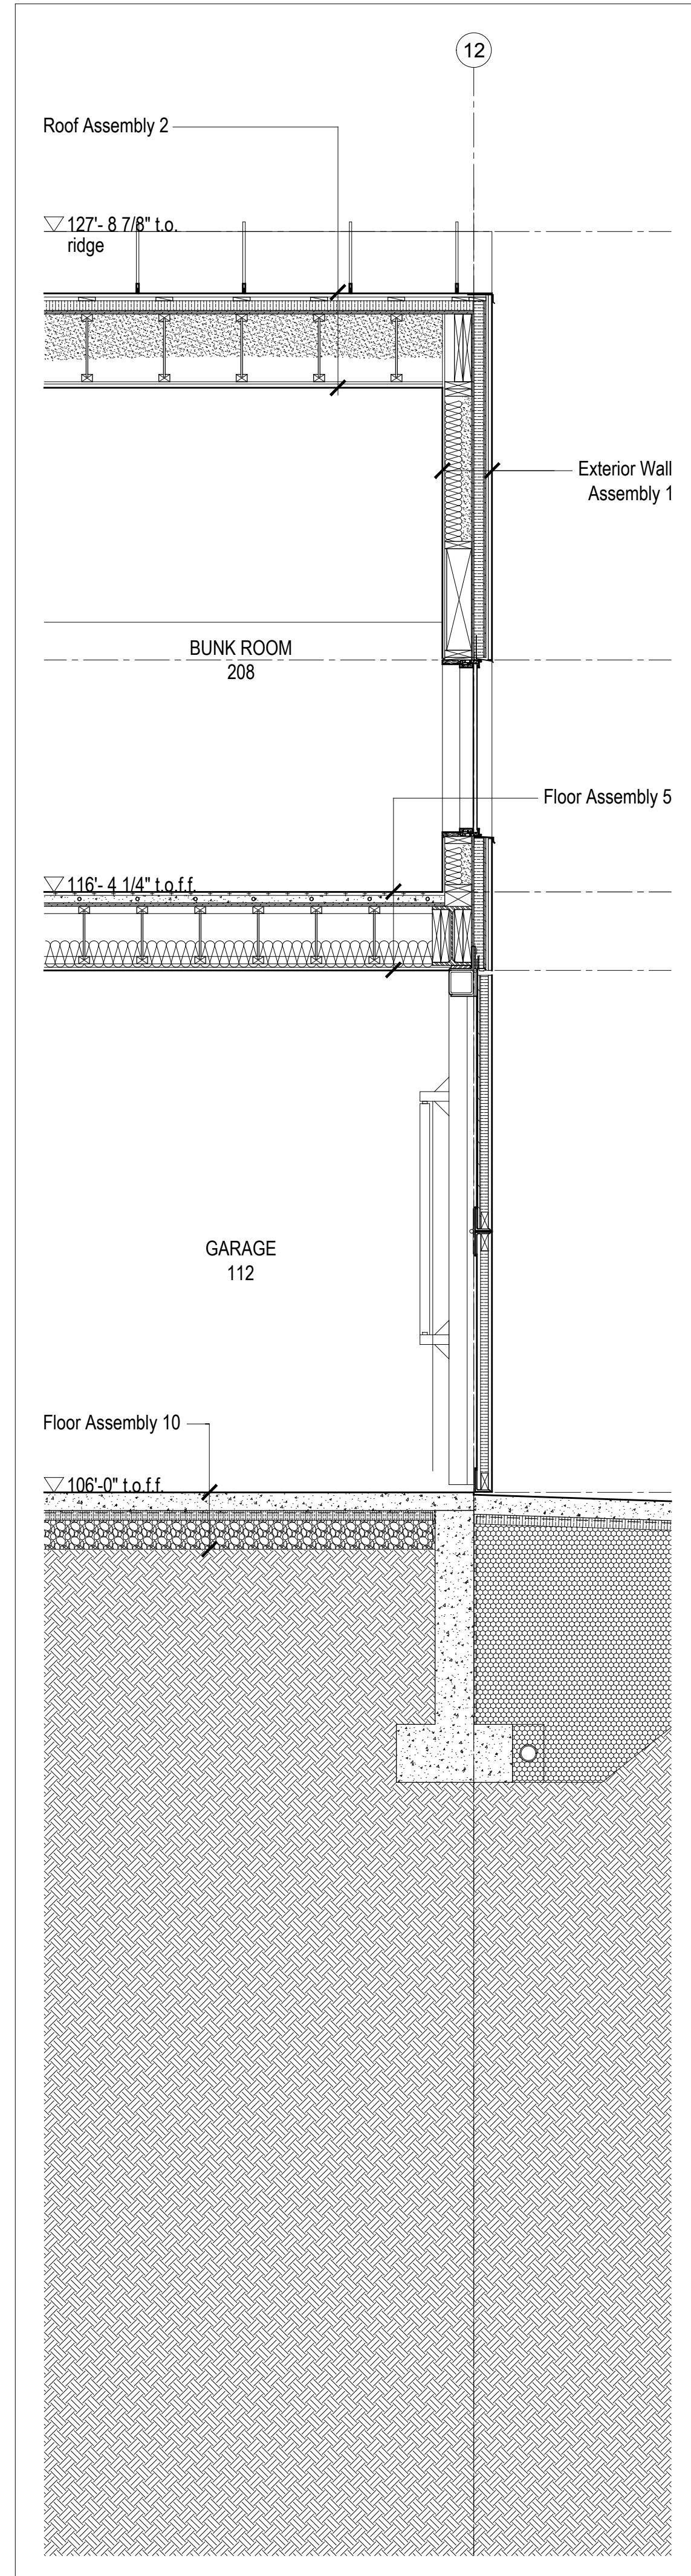 12
Roof Assembly 2
127'- 8 7/8" t.o.
ridge
Exterior Wall
Assembly 1
BUNK ROOM
208
Floor Assembly 5
116'- 4 1/4" t.o.f.f.
GARAGE
112
Floor Assembly 10
106'-0" t.o.f.f.